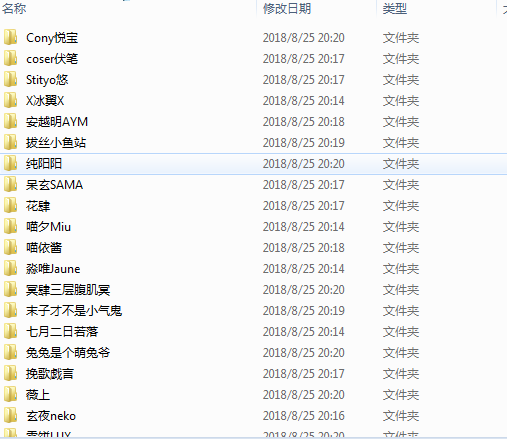 名称 修改日期 类型
Cony悦宝 2018/8/25 20:20 文件夹
coser伏笔 2018/8/25 20:17 文件夹
Stityo悠 2018/8/25 20:17 文件夹
X冰翼X 2018/8/25 20:14 文件夹
安越明AYM 2018/8/25 20:18 文件夹
拔丝小鱼站 2018/8/25 20:19 文件夹
纯阳阳 2018/8/25 20:20 文件夹
呆玄SAMA 2018/8/25 20:17 文件夹
花肆 2018/8/25 20:17 文件夹
喵夕Miu 2018/8/25 20:14 文件夹
喵依酱 2018/8/25 20:18 文件夹
淼唯Jaune 2018/8/25 20:14 文件夹
冥肆三层腹肌冥 2018/8/25 20:20 文件夹
末子才不是小气鬼 2018/8/25 20:19 文件夹
七月二日若落 2018/8/25 20:14 文件夹
兔兔是个萌兔爷 2018/8/25 20:20 文件夹
挽歌戏言 2018/8/25 20:17 文件夹
薇上 2018/8/25 20:20 文件夹
玄夜neko 2018/8/25 20:16 文件夹
2018/8/25 20:20 文件夹